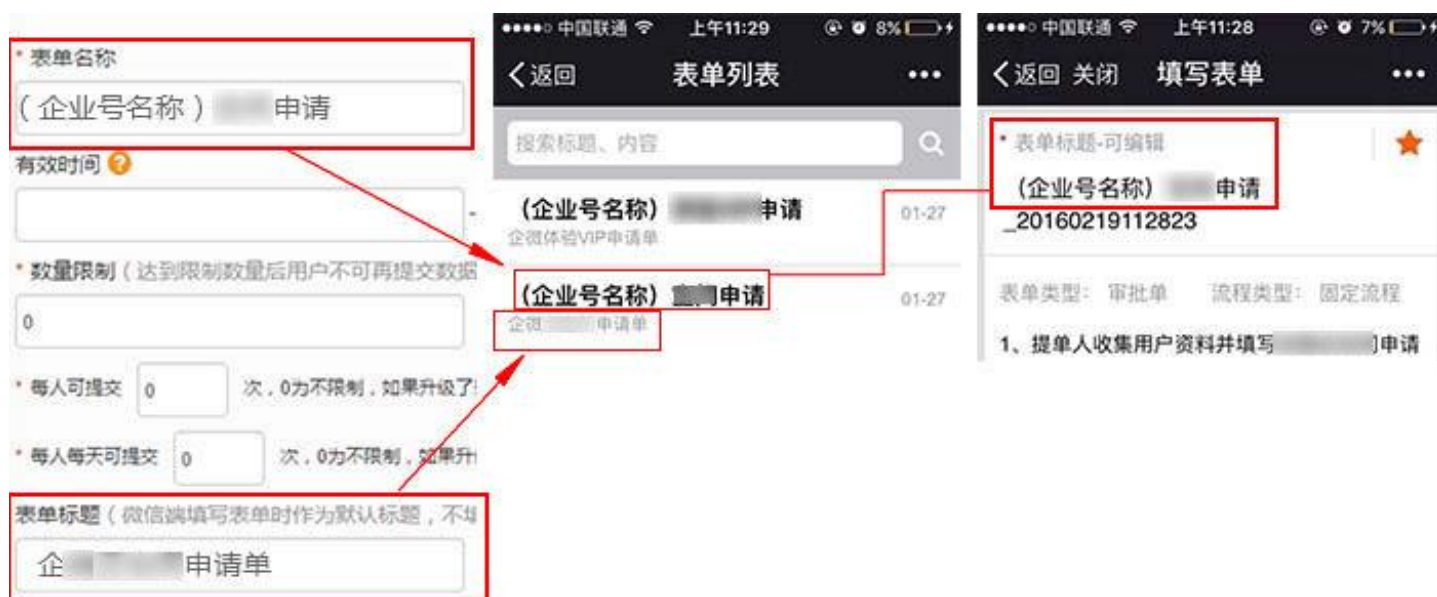 * 表单名称
(企业号名称) 申请
有效时间 ?
-
* 数量限制(达到限制数量后用户不可再提交数据
0
* 每人可提交 0 次,0为不限制,如果升级了
* 每人每天可提交 0 次,0为不限制,如果升
表单标题(微信端填写表单时作为默认标题,不填
企 申请单
中国联通 上午11:29 8%
返回 表单列表 •••
搜索标题、内容
(企业号名称) 申请 01-27
企微体验VIP申请单
(企业号名称) 申请 01-27
企微 申请单
中国联通 上午11:28 7%
返回 关闭 填写表单 •••
* 表单标题-可编辑
(企业号名称) 申请
_20160219112823
表单类型: 审批单 流程类型: 固定流程
1、提单人收集用户资料并填写 申请